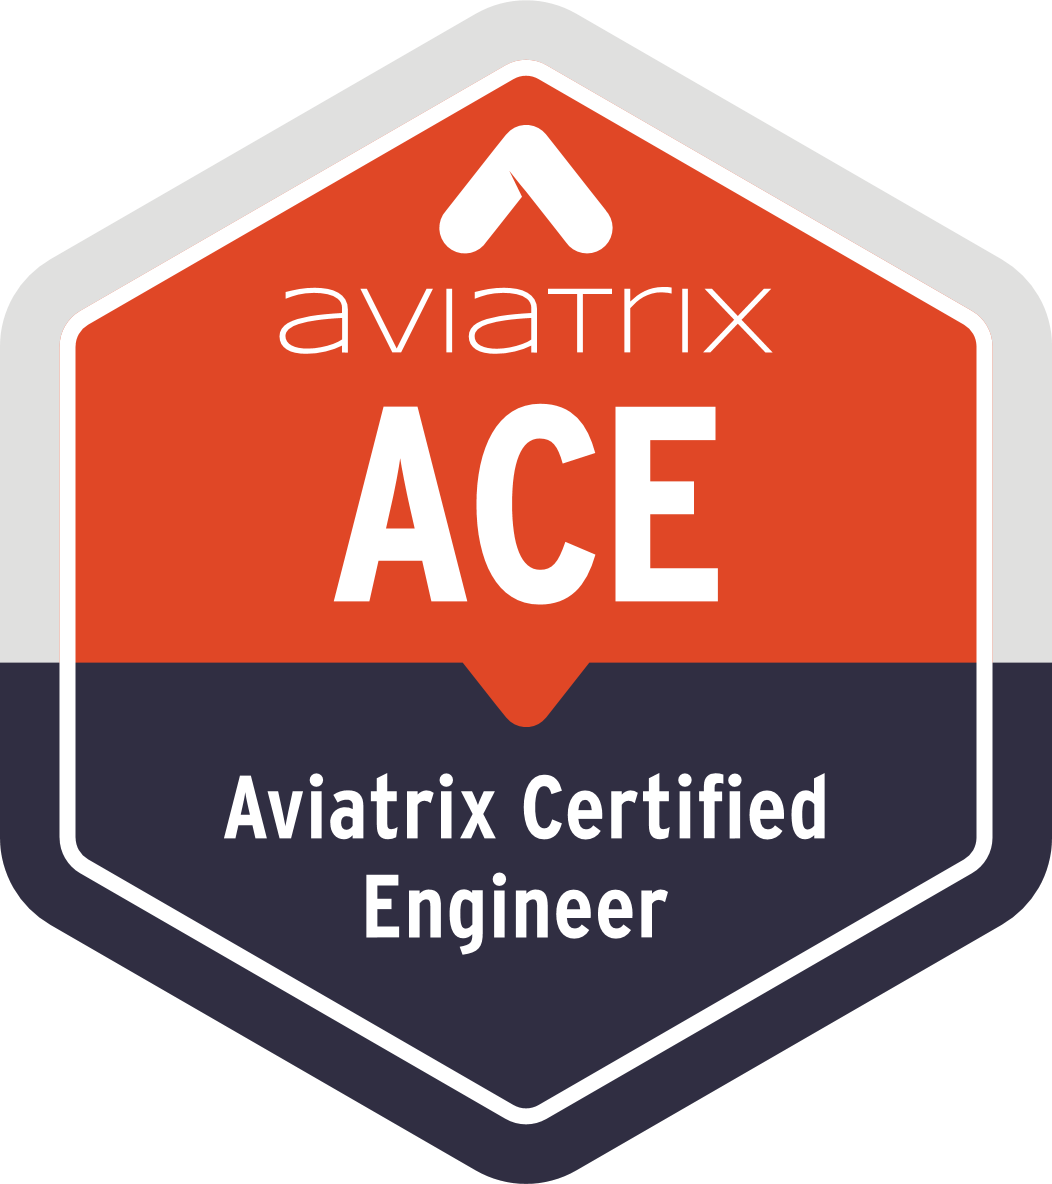 aviatrix
ACE
Aviatrix Certified
Engineer